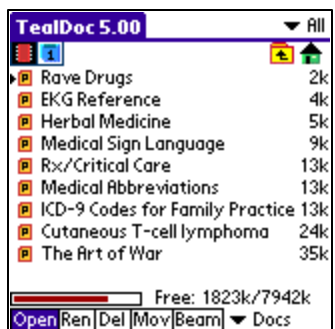 TealDoc 5.00 All
Rave Drugs 2k
EKG Reference 4k
Herbal Medicine 5k
Medical Sign Language 9k
Rx/Critical Care 13k
Medical Abbreviations 13k
ICD-9 Codes for Family Practice 13k
Cutaneous T-cell lymphoma 24k
The Art of War 35k
Free: 1823k/7942k
Open Ren Del Mov Beam Docs